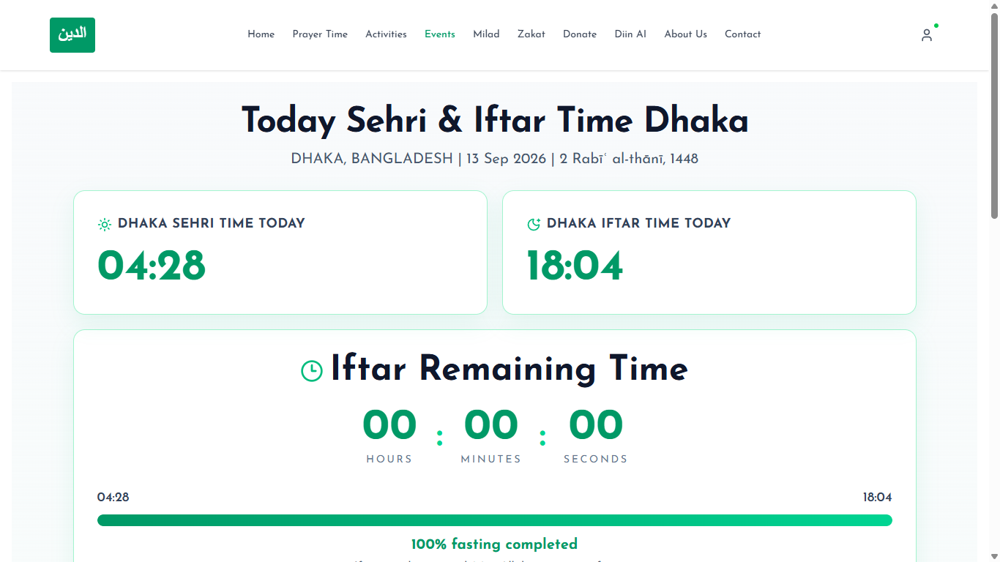 الدين
Home Prayer Time Activities Events Milad Zakat Donate Diin AI About Us Contact
Today Sehri & Iftar Time Dhaka
DHAKA, BANGLADESH | 13 Sep 2026 | 2 Rabīʿ al-thānī, 1448
DHAKA SEHRI TIME TODAY
04:28
DHAKA IFTAR TIME TODAY
18:04
Iftar Remaining Time
00 : 00 : 00
HOURS MINUTES SECONDS
04:28 18:04
100% fasting completed